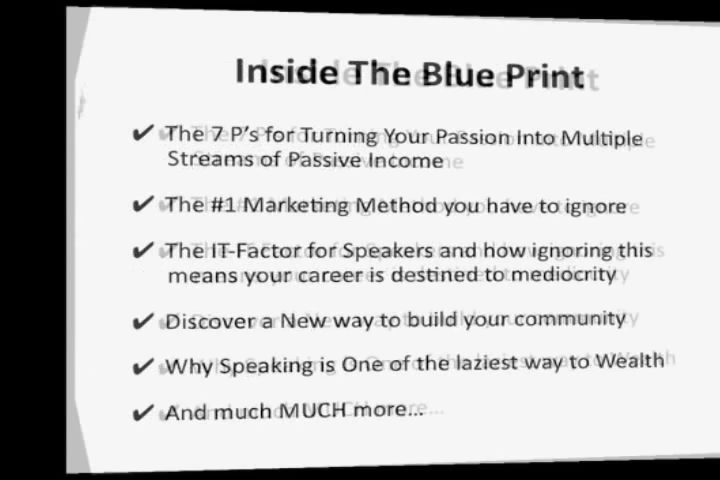 Inside The Blue Print
✔ The 7 P's for Turning Your Passion Into Multiple
Streams of Passive Income
✔ The #1 Marketing Method you have to ignore
✔ The IT-Factor for Speakers and how ignoring this
means your career is destined to mediocrity
✔ Discover a New way to build your community
✔ Why Speaking is One of the laziest way to Wealth
✔ And much MUCH more...